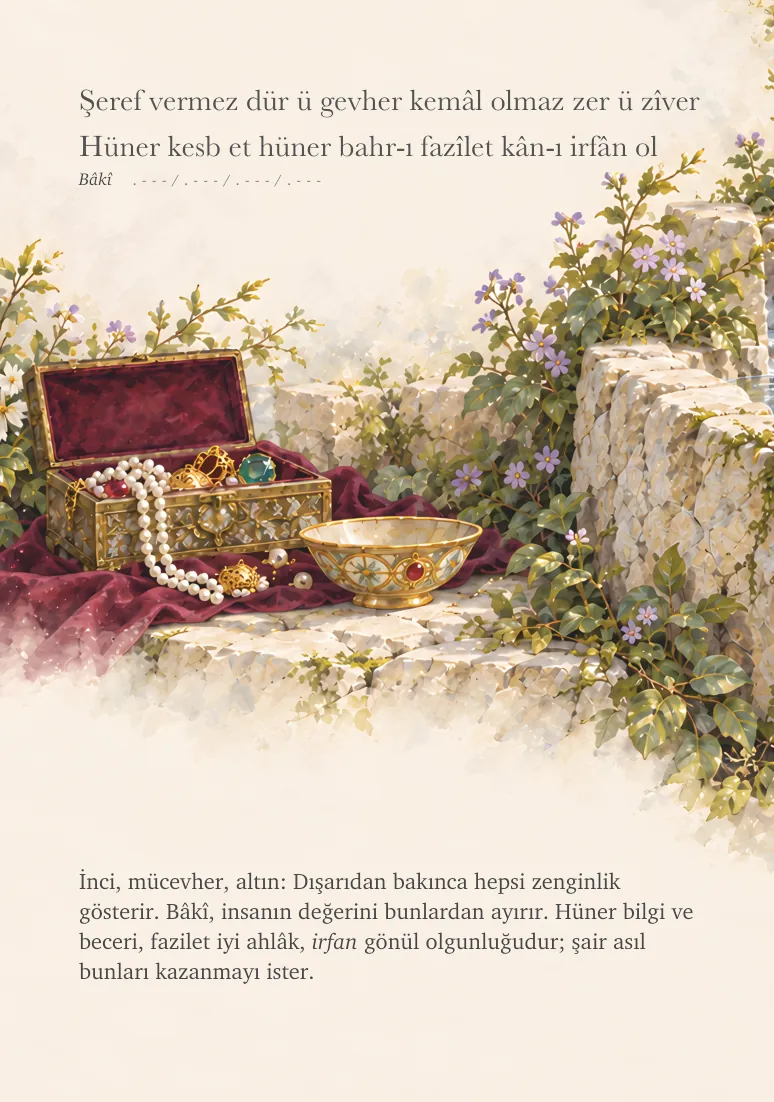 Şeref vermez dür ü gevher kemâl olmaz zer ü zîver
Hüner kesb et hüner bahr-ı fazîlet kân-ı irfân ol
Bâkî . - - - / . - - - / . - - - / . - - -
İnci, mücevher, altın: Dışarıdan bakınca hepsi zenginlik
gösterir. Bâkî, insanın değerini bunlardan ayırır. Hüner bilgi ve
beceri, fazilet iyi ahlâk, irfan gönül olgunluğudur; şair asıl
bunları kazanmayı ister.